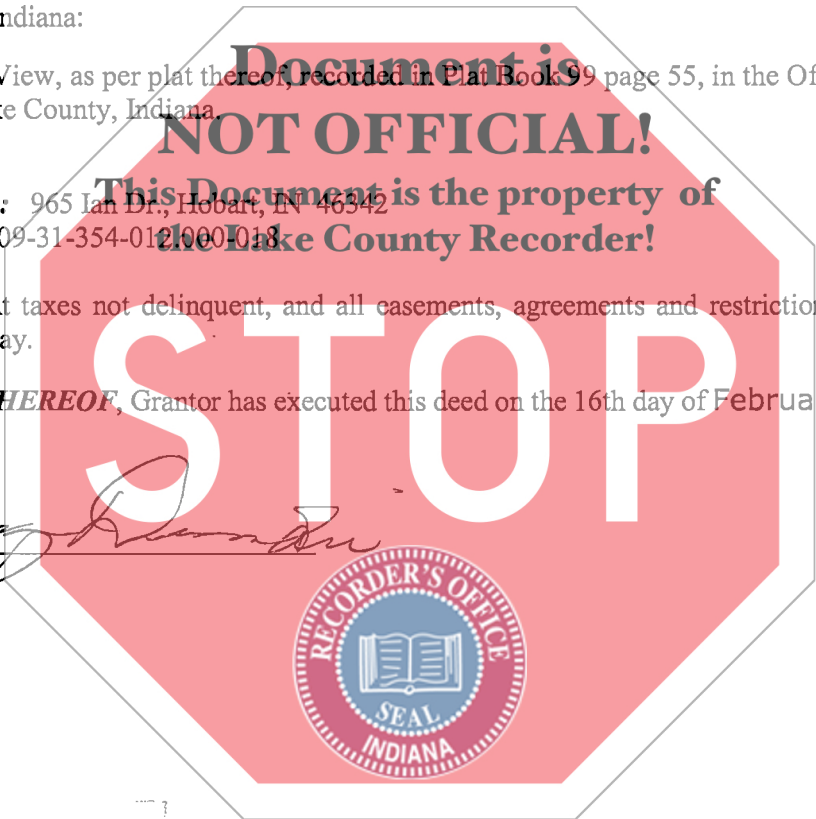 ndiana:
Document is
View, as per plat thereof, recorded in Plat Book 99 page 55, in the Of
e County, Indiana.
NOT OFFICIAL!
This Document is the property of
: 965 Ian Dr., Hobart, IN 46342
the Lake County Recorder!
09-31-354-012.000-018
t taxes not delinquent, and all easements, agreements and restriction
ay.
STOP
HEREOF, Grantor has executed this deed on the 16th day of Februa
RECORDER'S OFFICE
SEAL
INDIANA